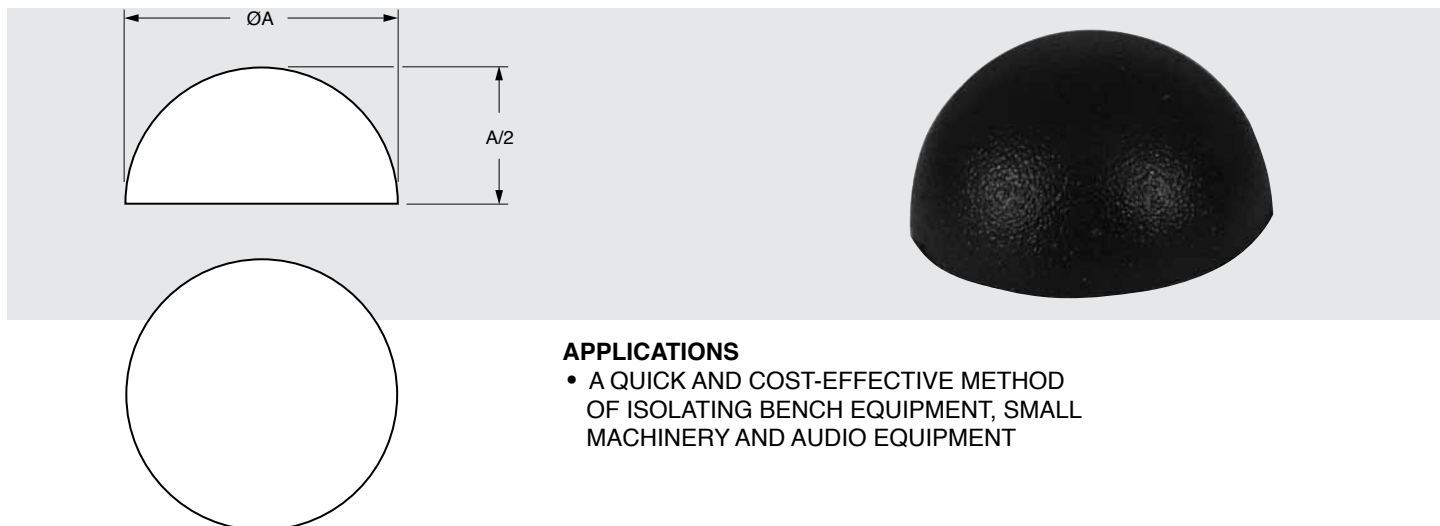 ØA
A/2
APPLICATIONS
• A QUICK AND COST-EFFECTIVE METHOD
OF ISOLATING BENCH EQUIPMENT, SMALL
MACHINERY AND AUDIO EQUIPMENT